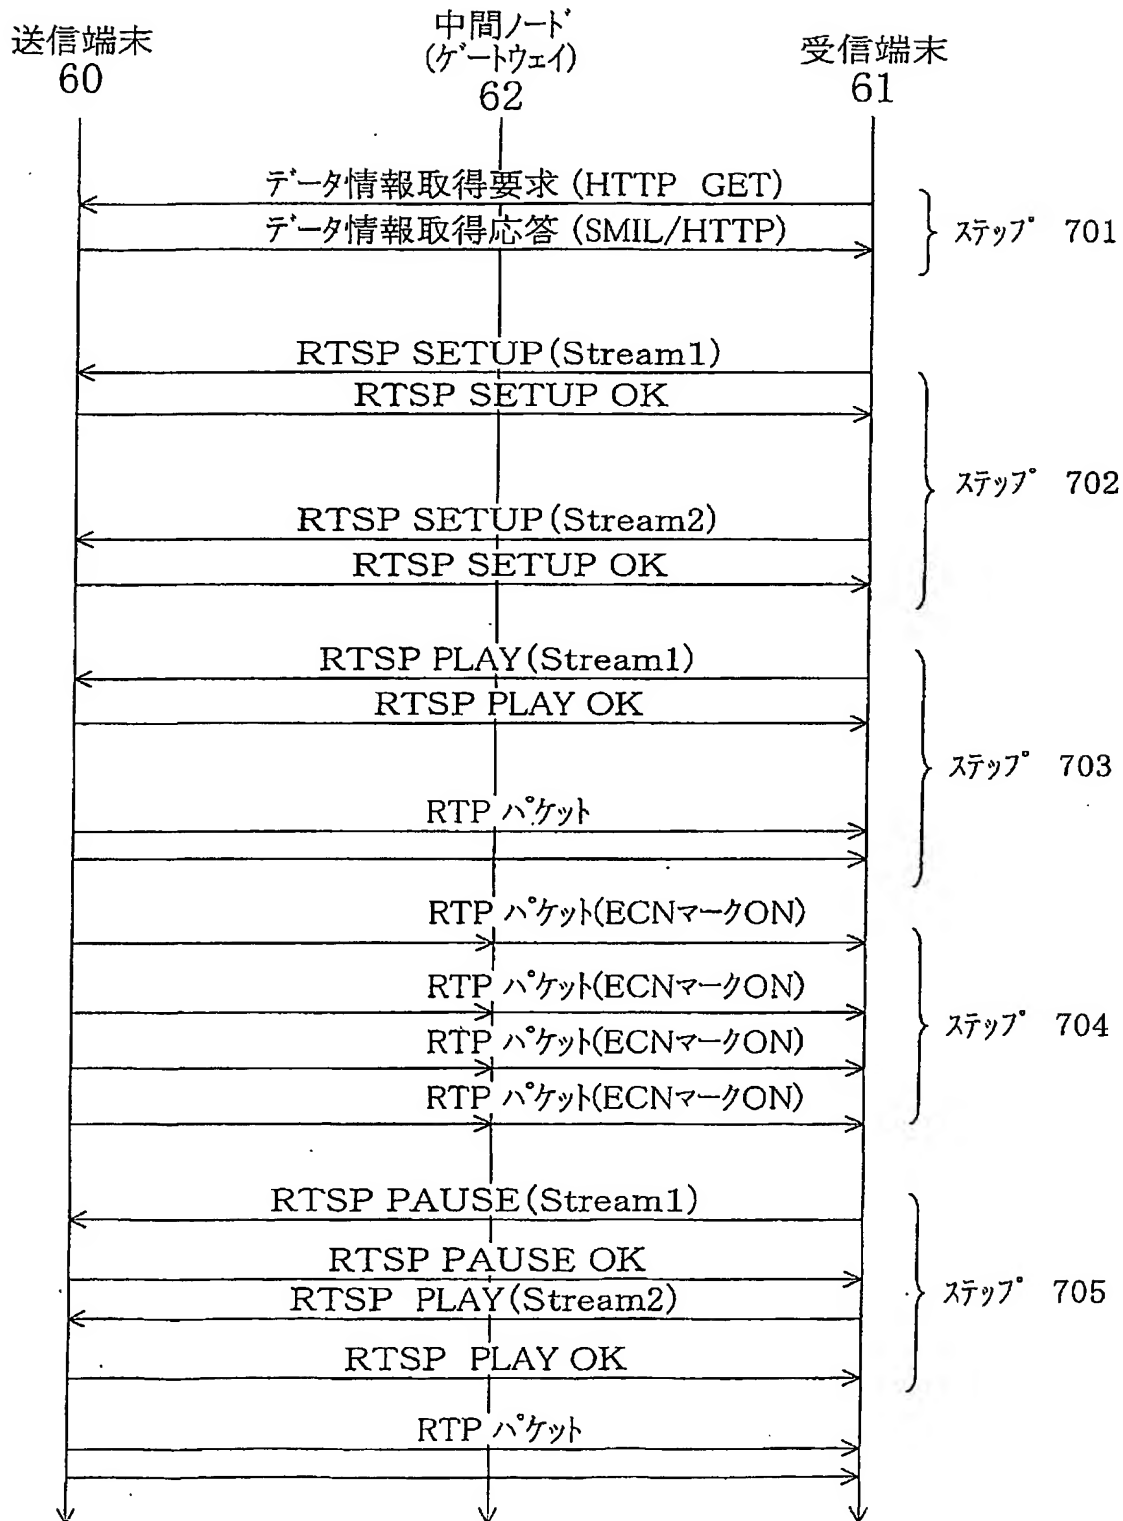 送信端末
60
中間ノード
(ゲートウェイ)
62
受信端末
61
データ情報取得要求 (HTTP GET)
データ情報取得応答 (SMIL/HTTP)
ステップ 701
RTSP SETUP(Stream1)
RTSP SETUP OK
ステップ 702
RTSP SETUP(Stream2)
RTSP SETUP OK
RTSP PLAY(Stream1)
RTSP PLAY OK
ステップ 703
RTP パケット
RTP パケット(ECNマークON)
RTP パケット(ECNマークON)
ステップ 704
RTP パケット(ECNマークON)
RTP パケット(ECNマークON)
RTSP PAUSE(Stream1)
RTSP PAUSE OK
ステップ 705
RTSP PLAY(Stream2)
RTSP PLAY OK
RTP パケット